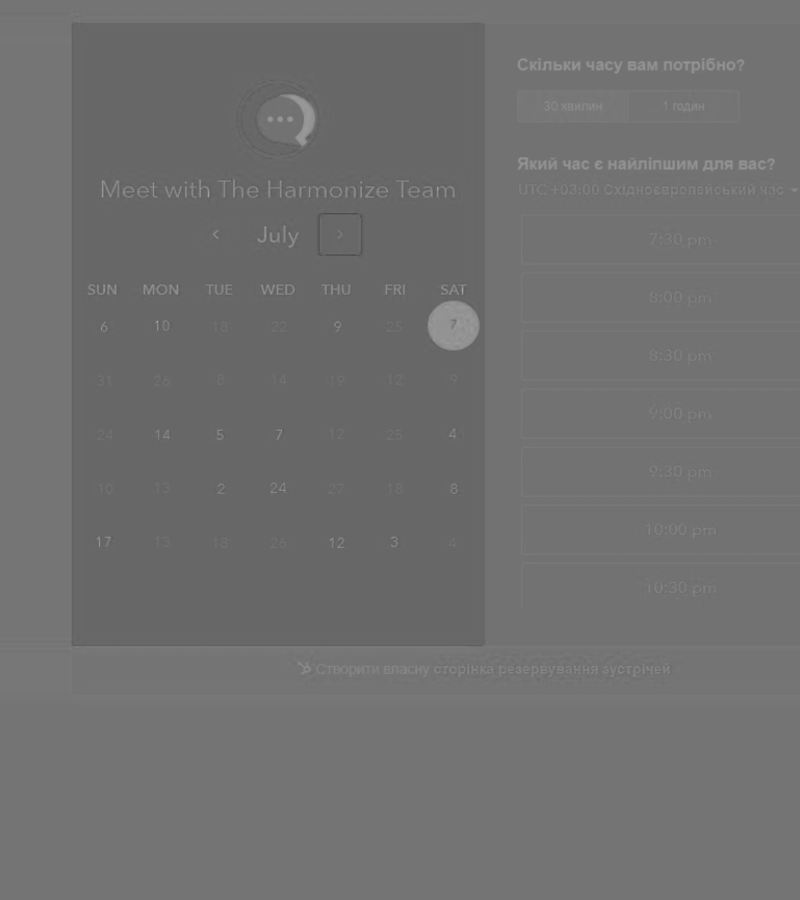 Meet with The Harmonize Team
July
SUN MON TUE WED THU FRI SAT
6 10 18 22 9 25 7
31 26 8 14 19 12 9
24 14 5 7 12 25 4
10 13 2 24 27 18 8
17 13 18 26 12 3 4
Скільки часу вам потрібно?
30 хвилин 1 годин
Який час є найліпшим для вас?
UTC +03:00 Східноєвропейський час
7:30 pm
8:00 pm
8:30 pm
9:00 pm
9:30 pm
10:00 pm
10:30 pm
Створити власну сторінка резервування зустрічей